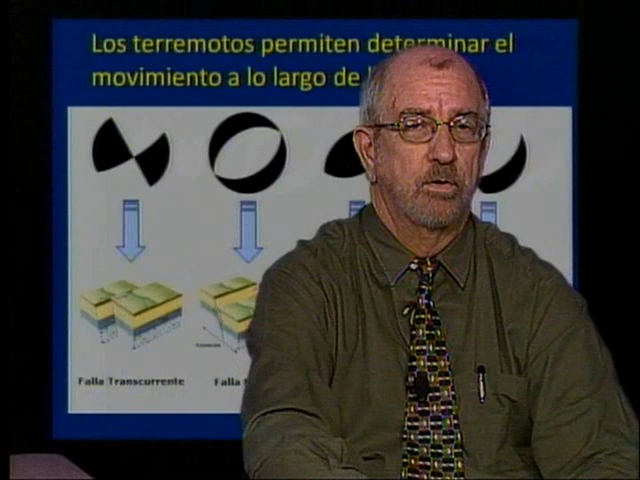 Los terremotos permiten determinar el
movimiento a lo largo de
Falla Transcurrente
Falla